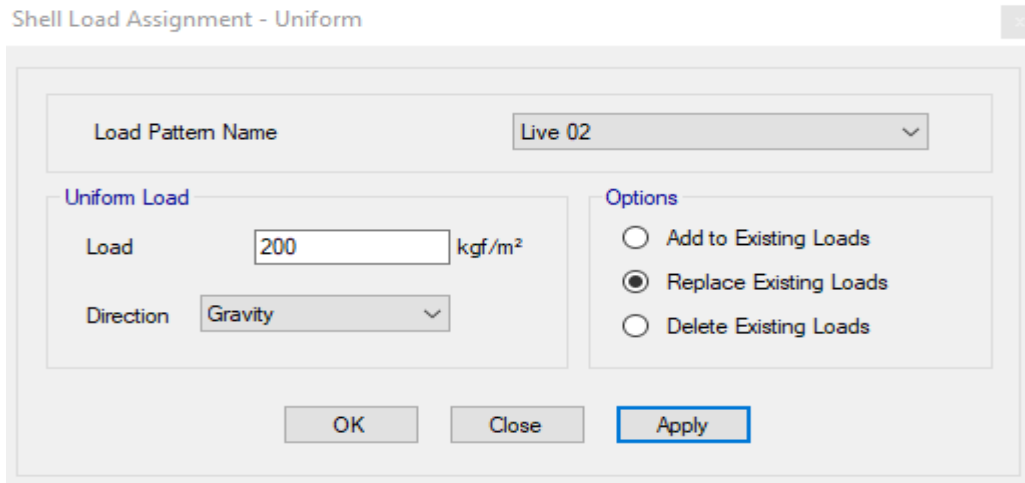 Shell Load Assignment - Uniform
Load Pattern Name
Live 02
Uniform Load
Load
200
kgf/m²
Direction
Gravity
Options
Add to Existing Loads
Replace Existing Loads
Delete Existing Loads
OK
Close
Apply